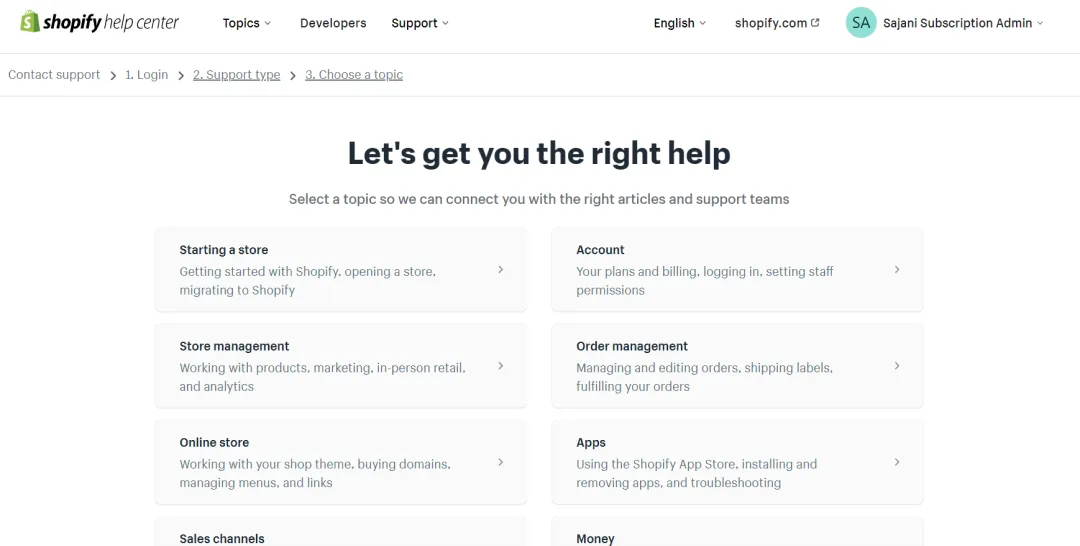 shopify help center
Topics
Developers
Support
English
shopify.com
SA
Sajani Subscription Admin
Contact support
1. Login
2. Support type
3. Choose a topic
Let's get you the right help
Select a topic so we can connect you with the right articles and support teams
Starting a store
Getting started with Shopify, opening a store,
migrating to Shopify
Account
Your plans and billing, logging in, setting staff
permissions
Store management
Working with products, marketing, in-person retail,
and analytics
Order management
Managing and editing orders, shipping labels,
fulfilling your orders
Online store
Working with your shop theme, buying domains,
managing menus, and links
Apps
Using the Shopify App Store, installing and
removing apps, and troubleshooting
Sales channels
Money